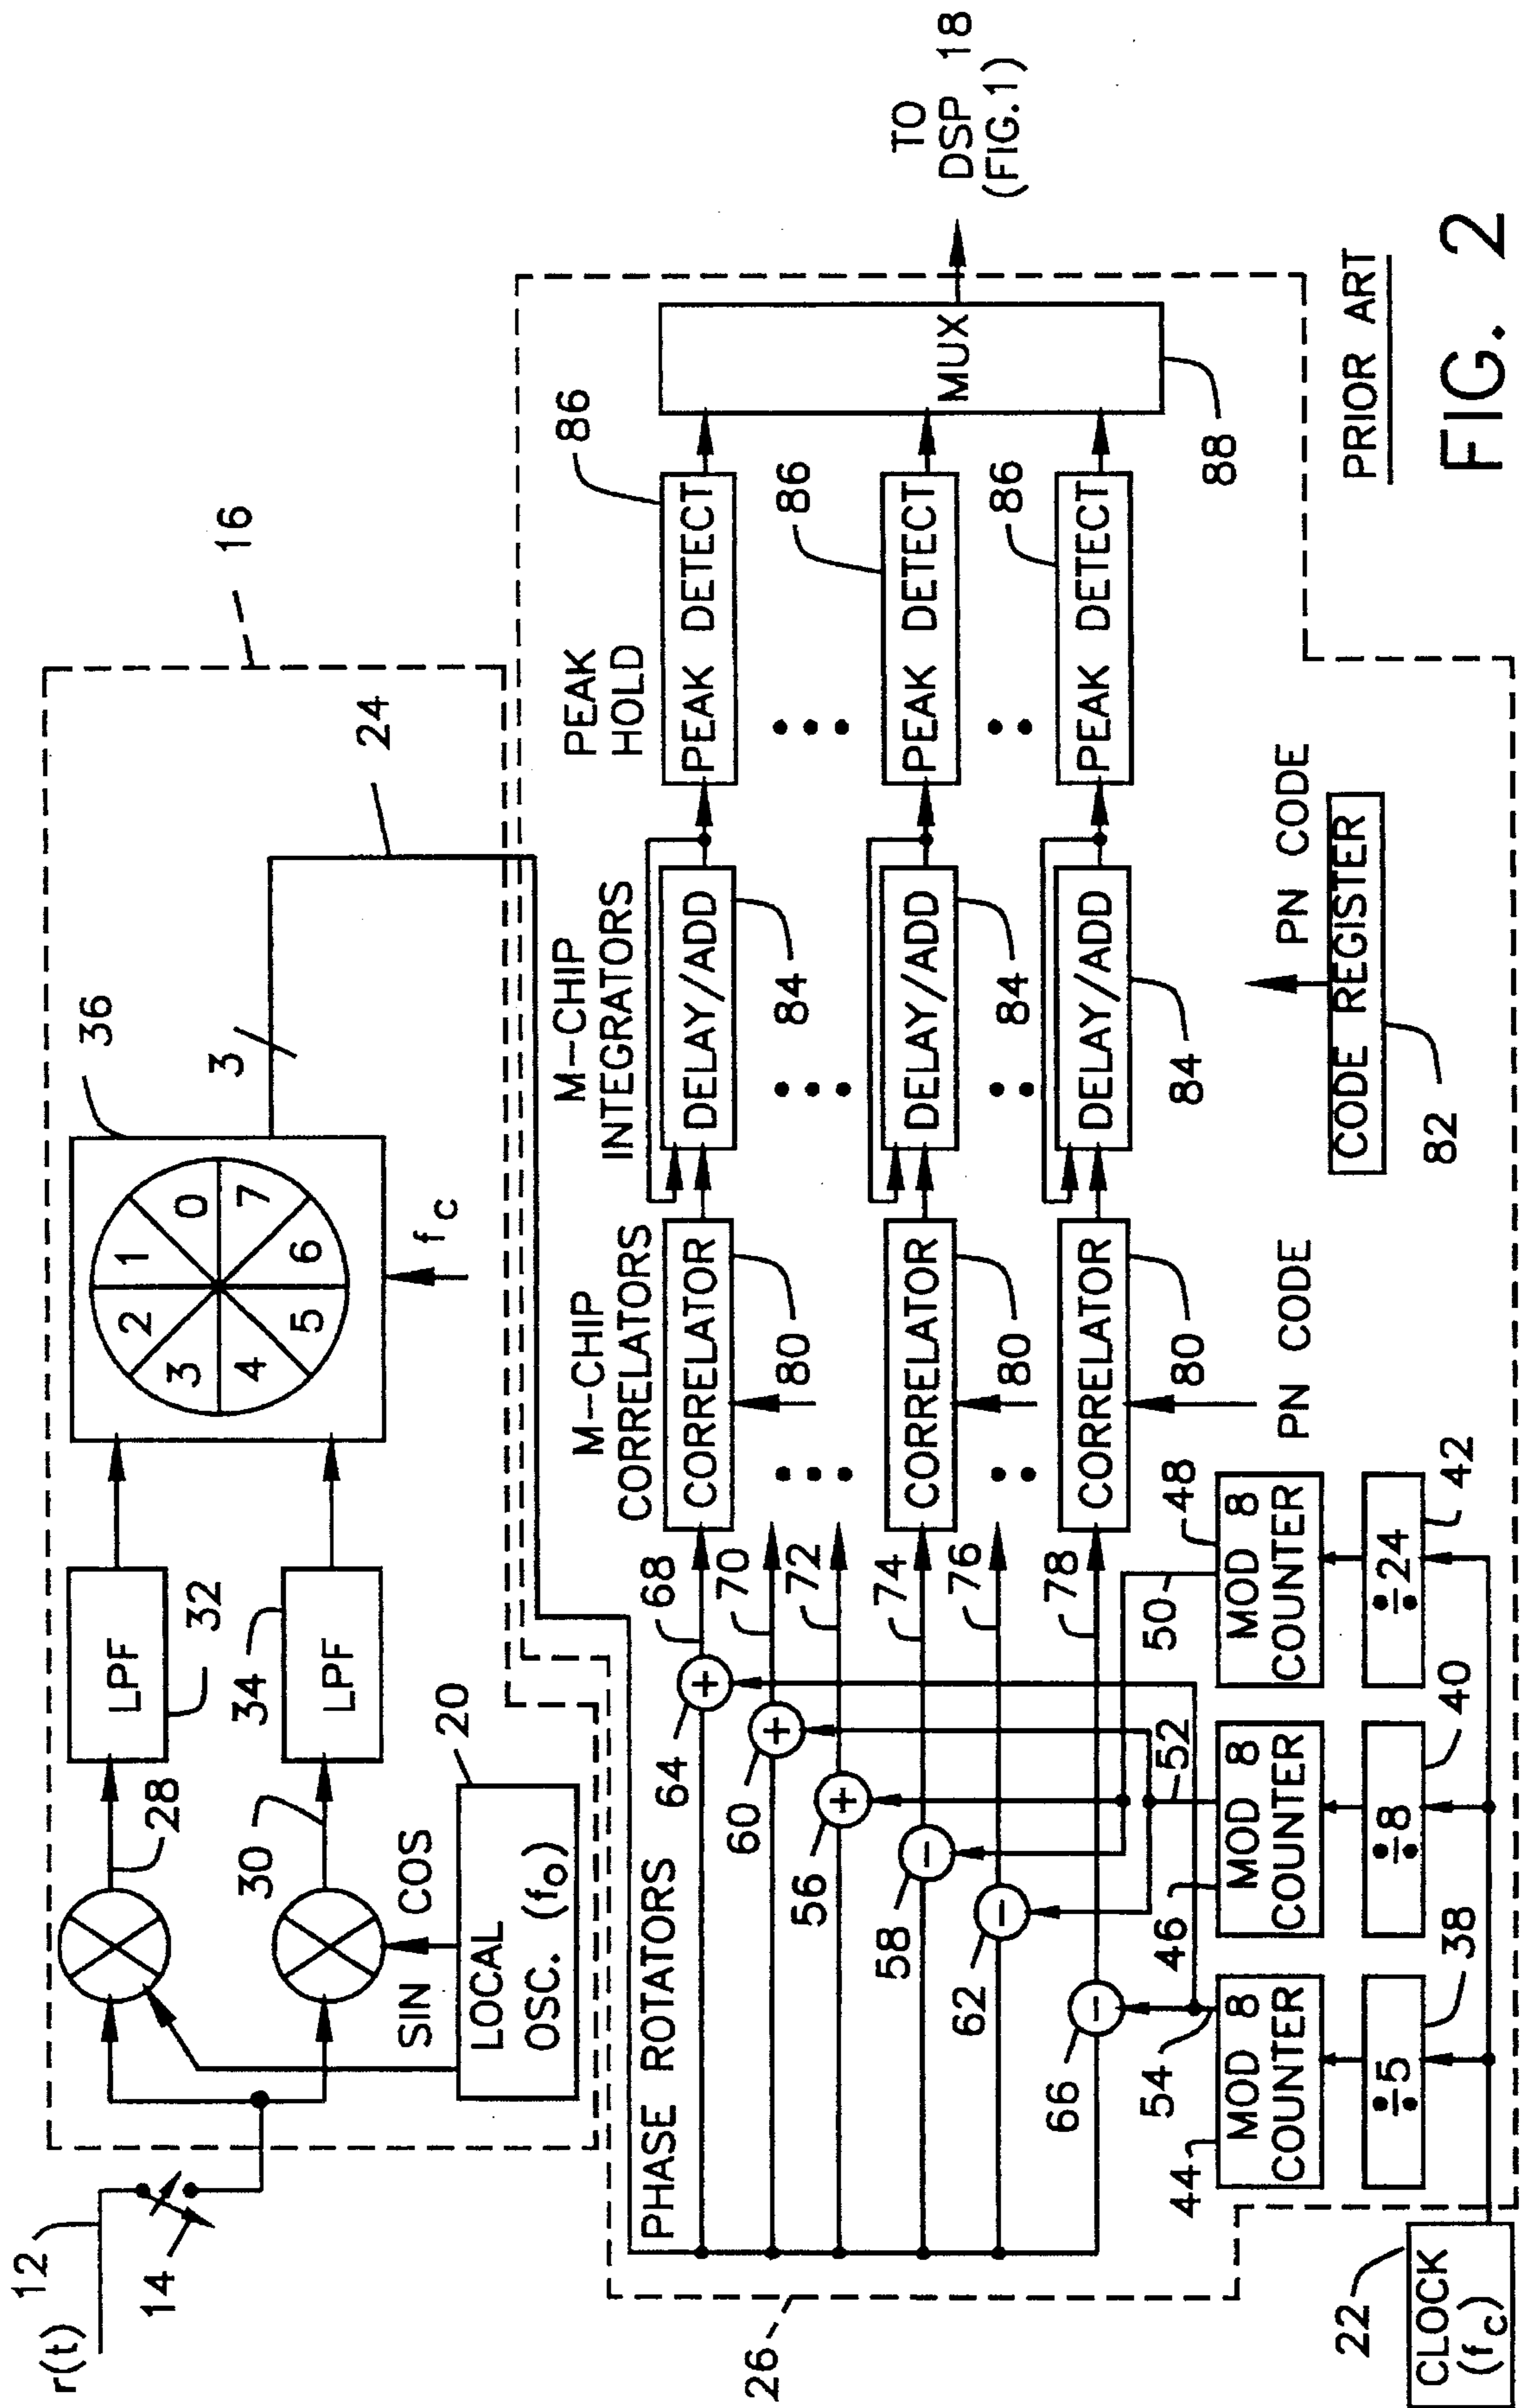 r(t)
12
14
16
28
30
LPF
32
34
LPF
36
0
1
2
3
4
5
6
7
f c
3
24
SIN
COS
LOCAL
OSC. (fo)
20
26
PHASE ROTATORS
64
60
56
58
62
66
68
70
72
74
76
78
M-CHIP
CORRELATORS
CORRELATOR
80
CORRELATOR
80
CORRELATOR
80
PN CODE
M-CHIP
INTEGRATORS
DELAY/ADD
84
DELAY/ADD
84
DELAY/ADD
84
PEAK
HOLD
PEAK DETECT
86
PEAK DETECT
86
PEAK DETECT
86
MUX
88
TO
DSP 18
(FIG.1)
PN CODE
CODE REGISTER
82
54
52
50
44
MOD 8
COUNTER
46
MOD 8
COUNTER
48
MOD 8
COUNTER
÷5
38
÷8
40
÷24
42
22
CLOCK
(fc)
PRIOR ART
FIG. 2